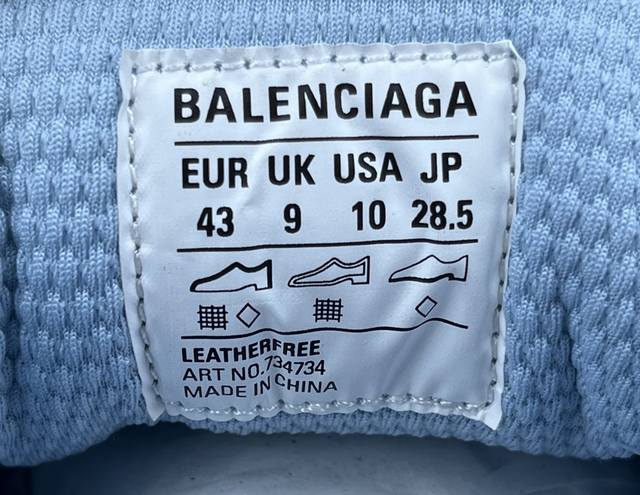 BALENCIAGA
EUR UK USA JP
43 9 10 28.5
LEATHERFREE
ART NO.734734
MADE IN CHINA